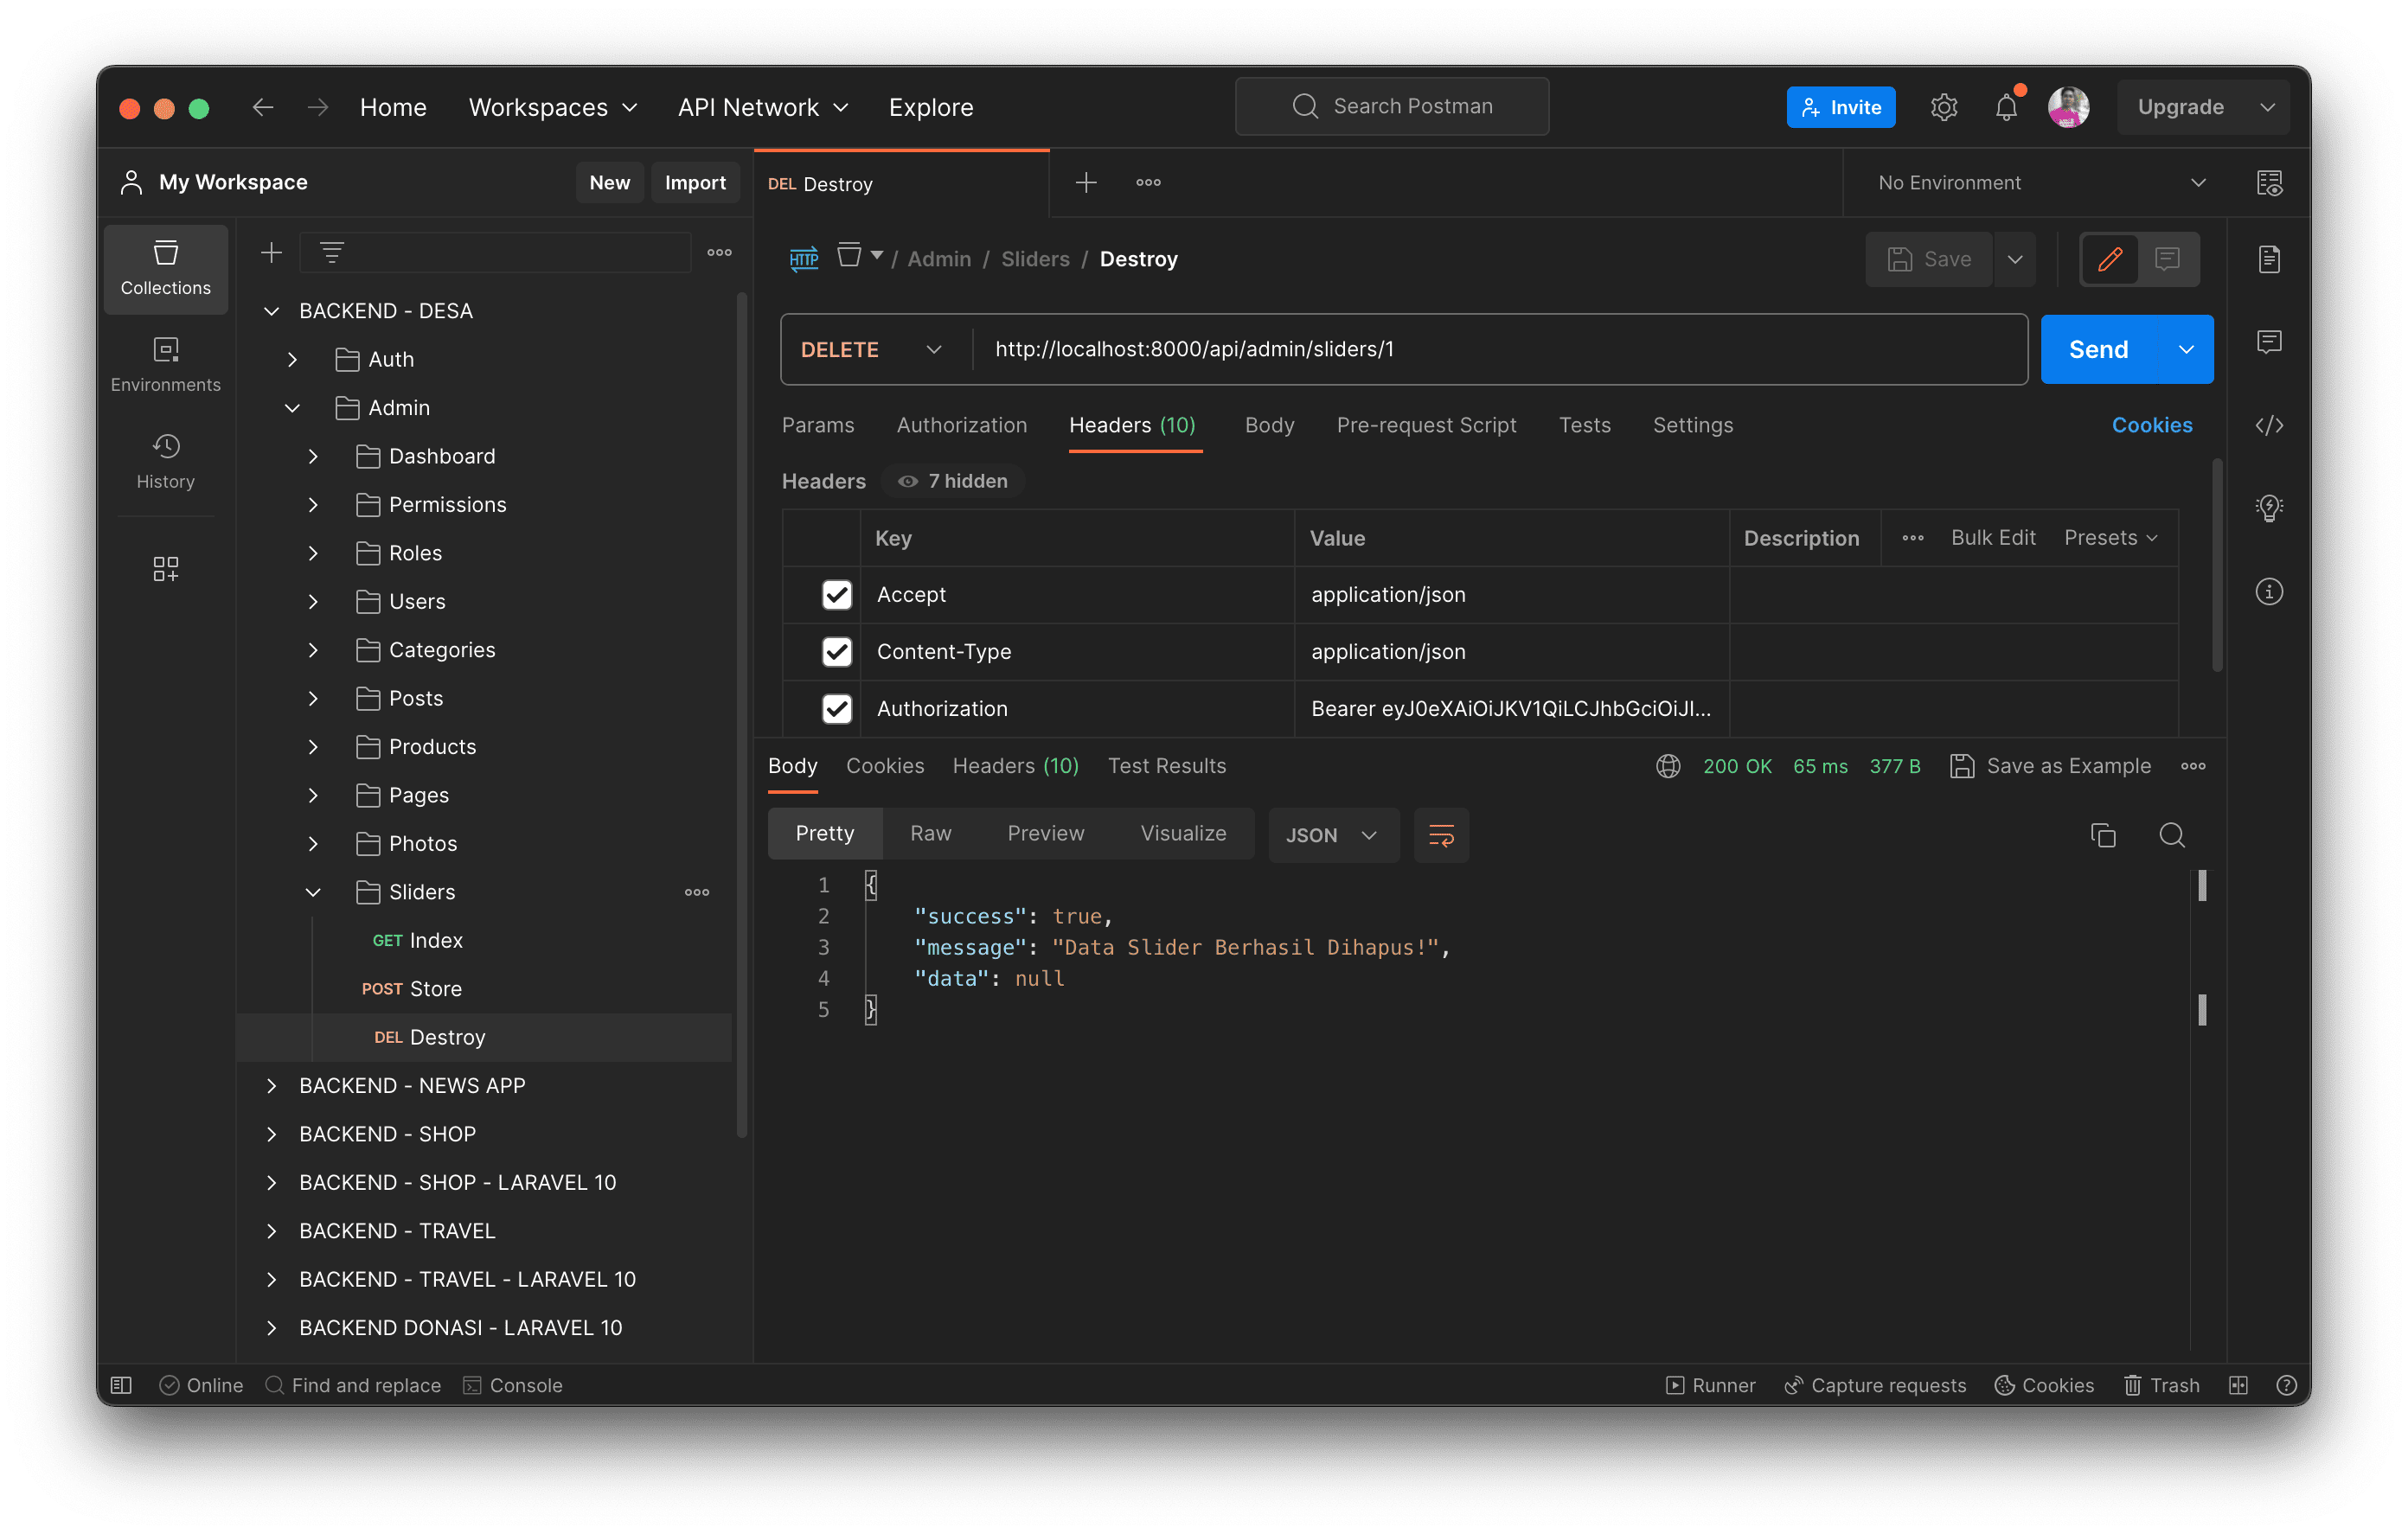 Home Workspaces API Network Explore Search Postman Invite Upgrade
My Workspace New Import
DEL Destroy
No Environment
Collections
Environments
History
BACKEND - DESA
Auth
Admin
Dashboard
Permissions
Roles
Users
Categories
Posts
Products
Pages
Photos
Sliders
GET Index
POST Store
DEL Destroy
BACKEND - NEWS APP
BACKEND - SHOP
BACKEND - SHOP - LARAVEL 10
BACKEND - TRAVEL
BACKEND - TRAVEL - LARAVEL 10
BACKEND DONASI - LARAVEL 10
HTTP / Admin / Sliders / Destroy
Save
DELETE http://localhost:8000/api/admin/sliders/1 Send
Params Authorization Headers (10) Body Pre-request Script Tests Settings Cookies
Headers 7 hidden
Key Value Description Bulk Edit Presets
Accept application/json
Content-Type application/json
Authorization Bearer eyJ0eXAiOiJKV1QiLCJhbGciOiJI...
Body Cookies Headers (10) Test Results 200 OK 65 ms 377 B Save as Example
Pretty Raw Preview Visualize JSON
1 {
2 "success": true,
3 "message": "Data Slider Berhasil Dihapus!",
4 "data": null
5 }
Online Find and replace Console Runner Capture requests Cookies Trash